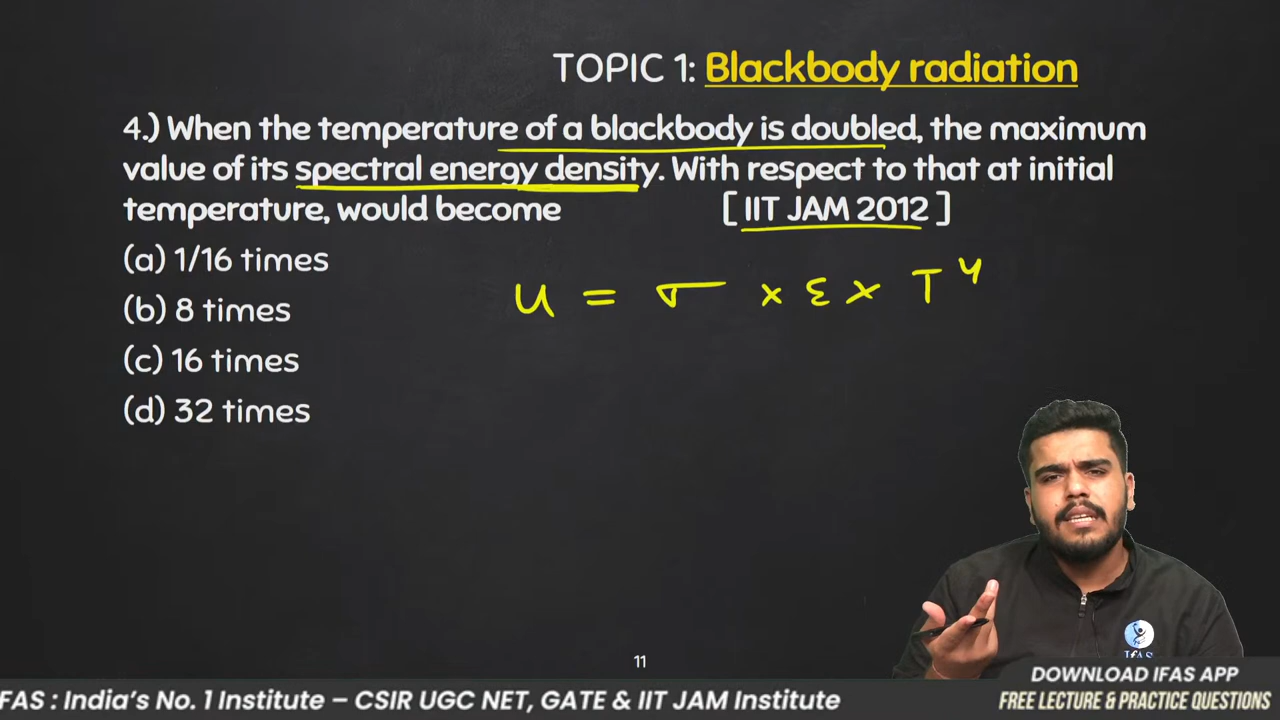 TOPIC 1: Blackbody radiation
4.) When the temperature of a blackbody is doubled, the maximum
value of its spectral energy density. With respect to that at initial
temperature, would become [ IIT JAM 2012 ]
(a) 1/16 times
(b) 8 times
(c) 16 times
(d) 32 times
u = σ × ε × T⁴
IFAS
11
FAS : India's No. 1 Institute – CSIR UGC NET, GATE & IIT JAM Institute
DOWNLOAD IFAS APP
FREE LECTURE & PRACTICE QUESTIONS